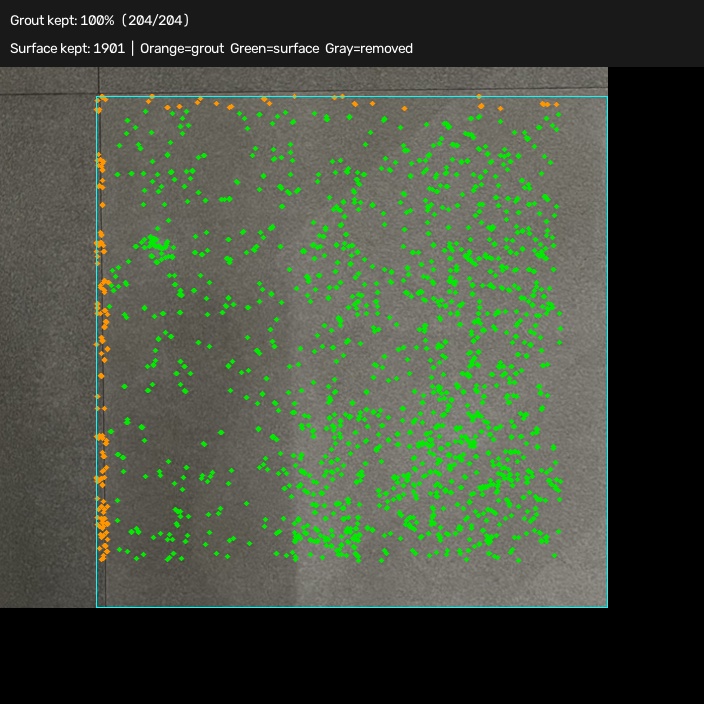 Grout kept: 100% (204/204)
Surface kept: 1901 | Orange=grout Green=surface Gray=removed